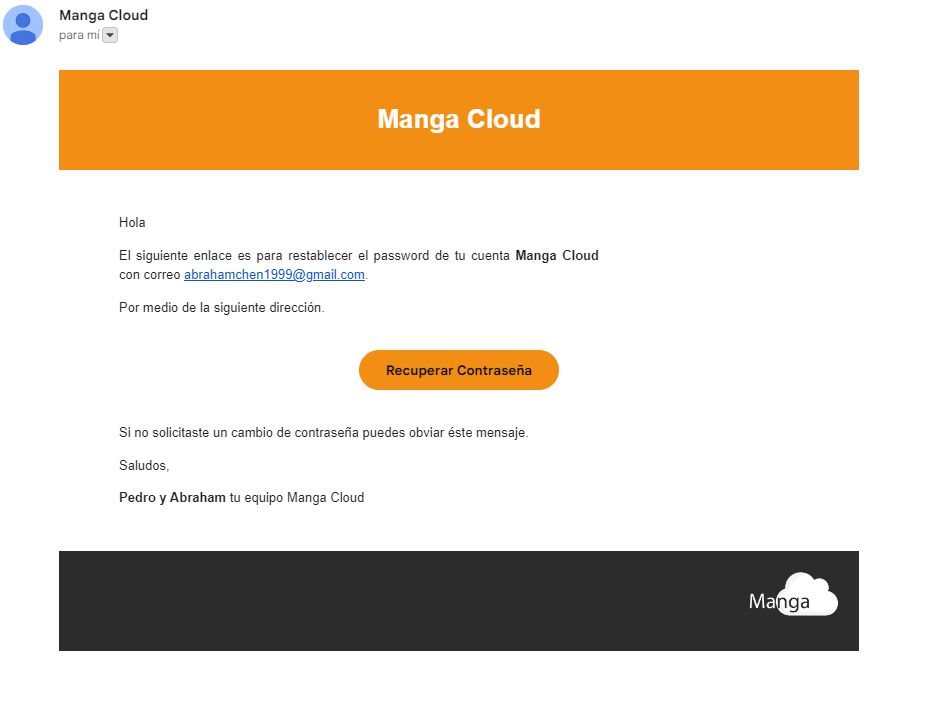 Manga Cloud
para mí
Manga Cloud
Hola
El siguiente enlace es para restablecer el password de tu cuenta Manga Cloud
con correo abrahamchen1999@gmail.com.
Por medio de la siguiente dirección.
Recuperar Contraseña
Si no solicitaste un cambio de contraseña puedes obviar éste mensaje.
Saludos,
Pedro y Abraham tu equipo Manga Cloud
Manga